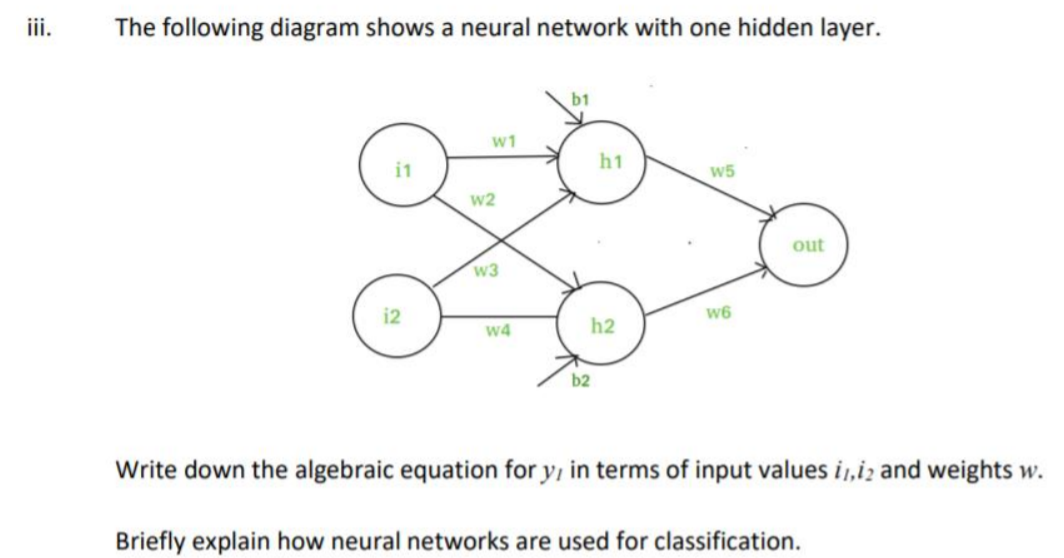 iii. The following diagram shows a neural network with one hidden layer.
b1
w1
i1
h1
w5
w2
out
w3
i2
w6
w4
h2
b2
Write down the algebraic equation for y₁ in terms of input values i₁,i₂ and weights w.
Briefly explain how neural networks are used for classification.